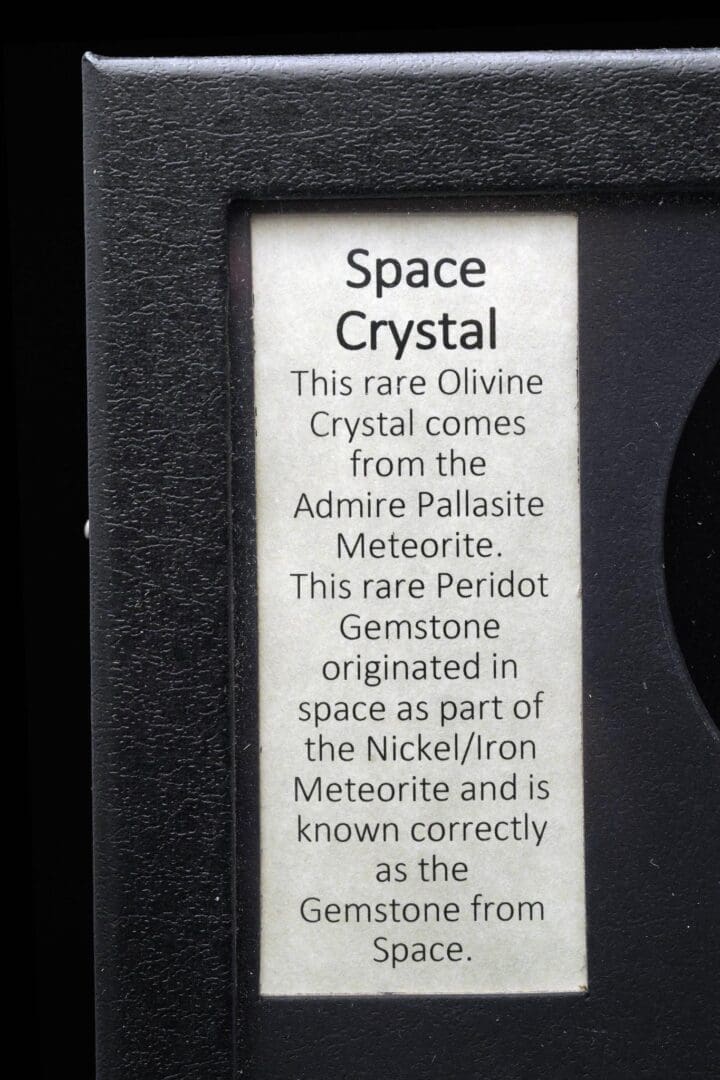 Space
Crystal
This rare Olivine
Crystal comes
from the
Admire Pallasite
Meteorite.
This rare Peridot
Gemstone
originated in
space as part of
the Nickel/Iron
Meteorite and is
known correctly
as the
Gemstone from
Space.